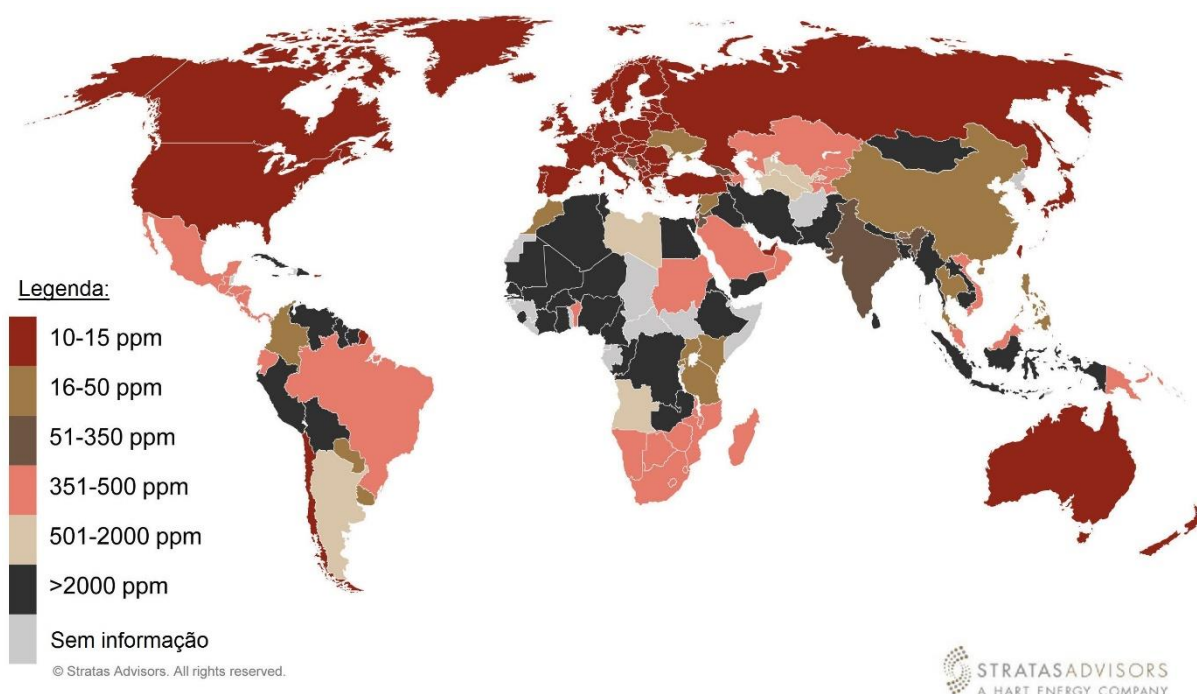 Legenda:
10-15 ppm
16-50 ppm
51-350 ppm
351-500 ppm
501-2000 ppm
>2000 ppm
Sem informação
© Stratas Advisors. All rights reserved.
STRATASADVISORS
A HART ENERGY COMPANY